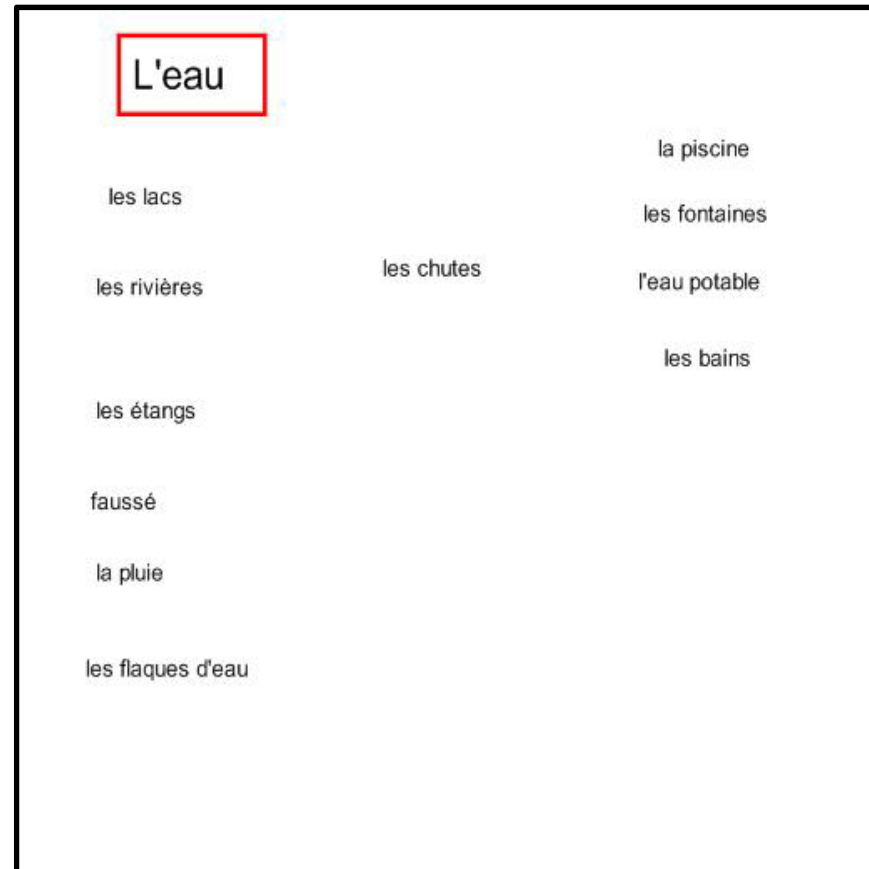 L'eau
les lacs
les rivières
les étangs
faussé
la pluie
les flaques d'eau
les chutes
la piscine
les fontaines
l'eau potable
les bains